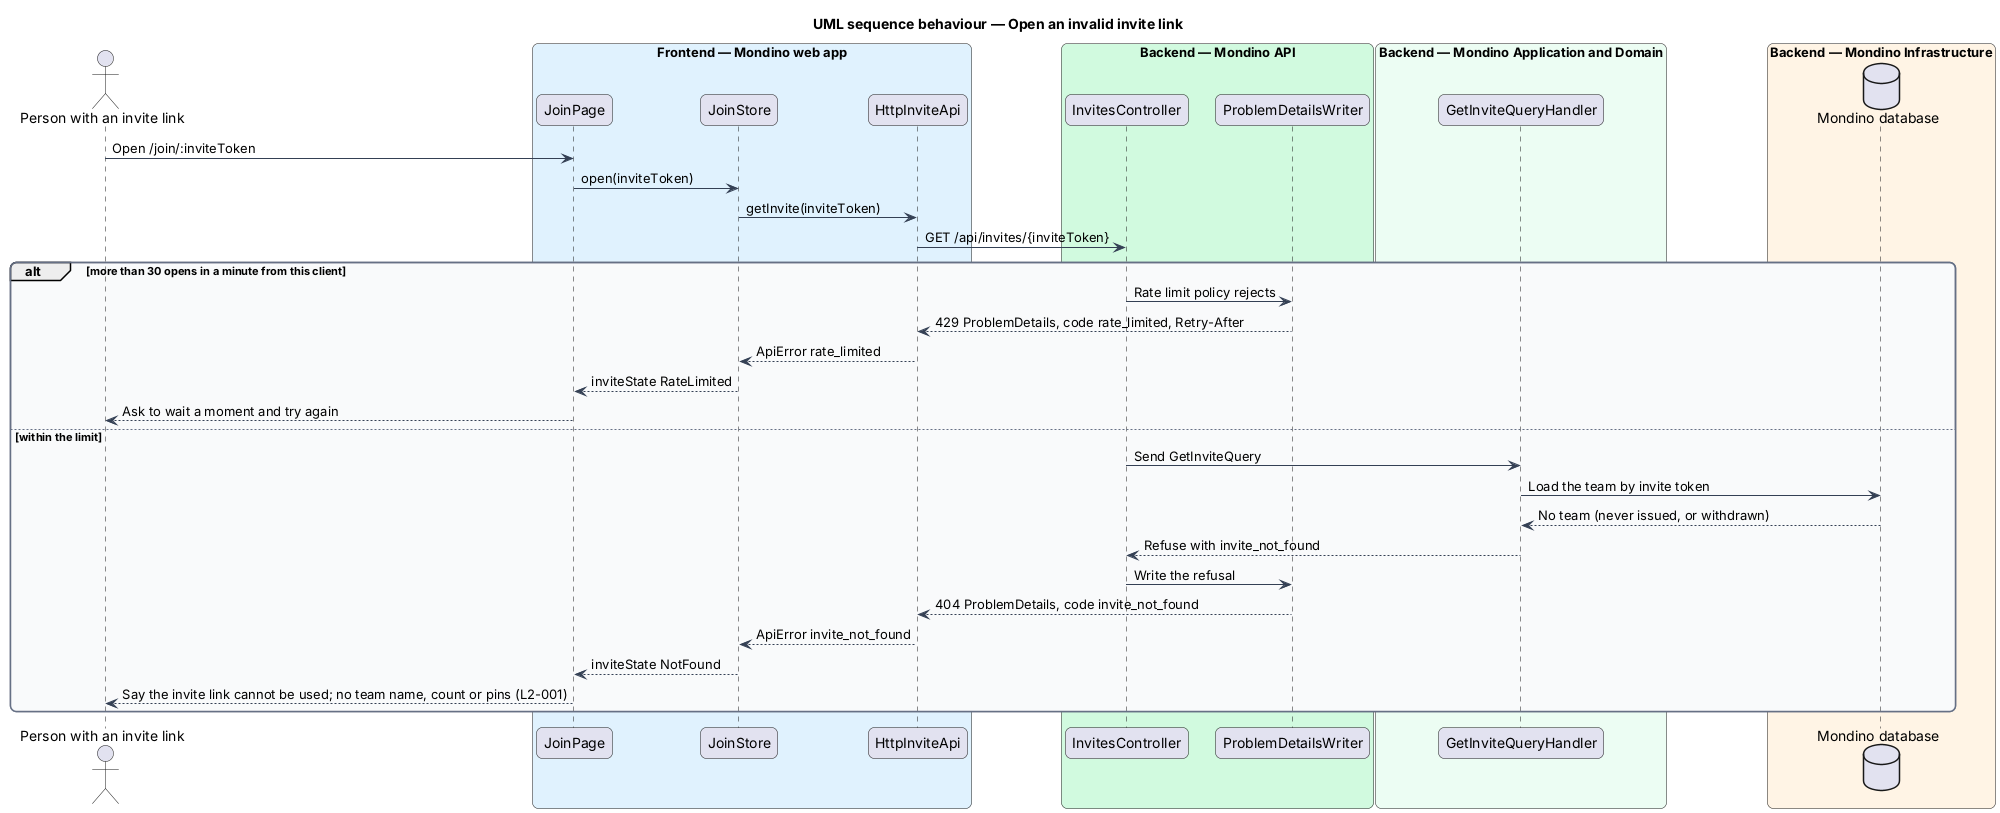 UML sequence behaviour — Open an invalid invite link
Frontend — Mondino web app
Backend — Mondino API
Backend — Mondino Application and Domain
Backend — Mondino Infrastructure
Person with an invite link
JoinPage
JoinStore
HttpInviteApi
InvitesController
ProblemDetailsWriter
GetInviteQueryHandler
Mondino database
Open /join/:inviteToken
open(inviteToken)
getInvite(inviteToken)
GET /api/invites/{inviteToken}
alt
[more than 30 opens in a minute from this client]
Rate limit policy rejects
429 ProblemDetails, code rate_limited, Retry-After
ApiError rate_limited
inviteState RateLimited
Ask to wait a moment and try again
[within the limit]
Send GetInviteQuery
Load the team by invite token
No team (never issued, or withdrawn)
Refuse with invite_not_found
Write the refusal
404 ProblemDetails, code invite_not_found
ApiError invite_not_found
inviteState NotFound
Say the invite link cannot be used; no team name, count or pins (L2-001)
Person with an invite link
JoinPage
JoinStore
HttpInviteApi
InvitesController
ProblemDetailsWriter
GetInviteQueryHandler
Mondino database